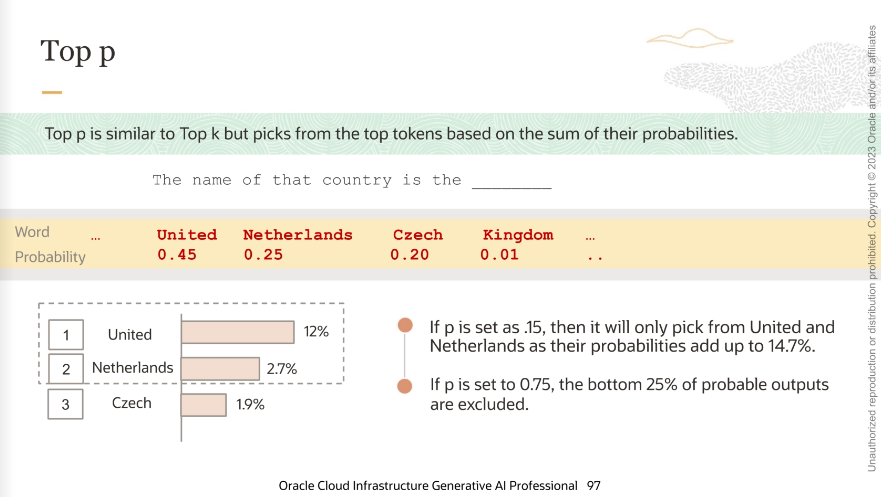 Top p
Top p is similar to Top k but picks from the top tokens based on the sum of their probabilities.
The name of that country is the ________
Word … United Netherlands Czech Kingdom …
Probability 0.45 0.25 0.20 0.01 ..
1 United 12%
2 Netherlands 2.7%
3 Czech 1.9%
If p is set as .15, then it will only pick from United and
Netherlands as their probabilities add up to 14.7%.
If p is set to 0.75, the bottom 25% of probable outputs
are excluded.
Oracle Cloud Infrastructure Generative AI Professional 97
Unauthorized reproduction or distribution prohibited. Copyright © 2023 Oracle and/or its affiliates